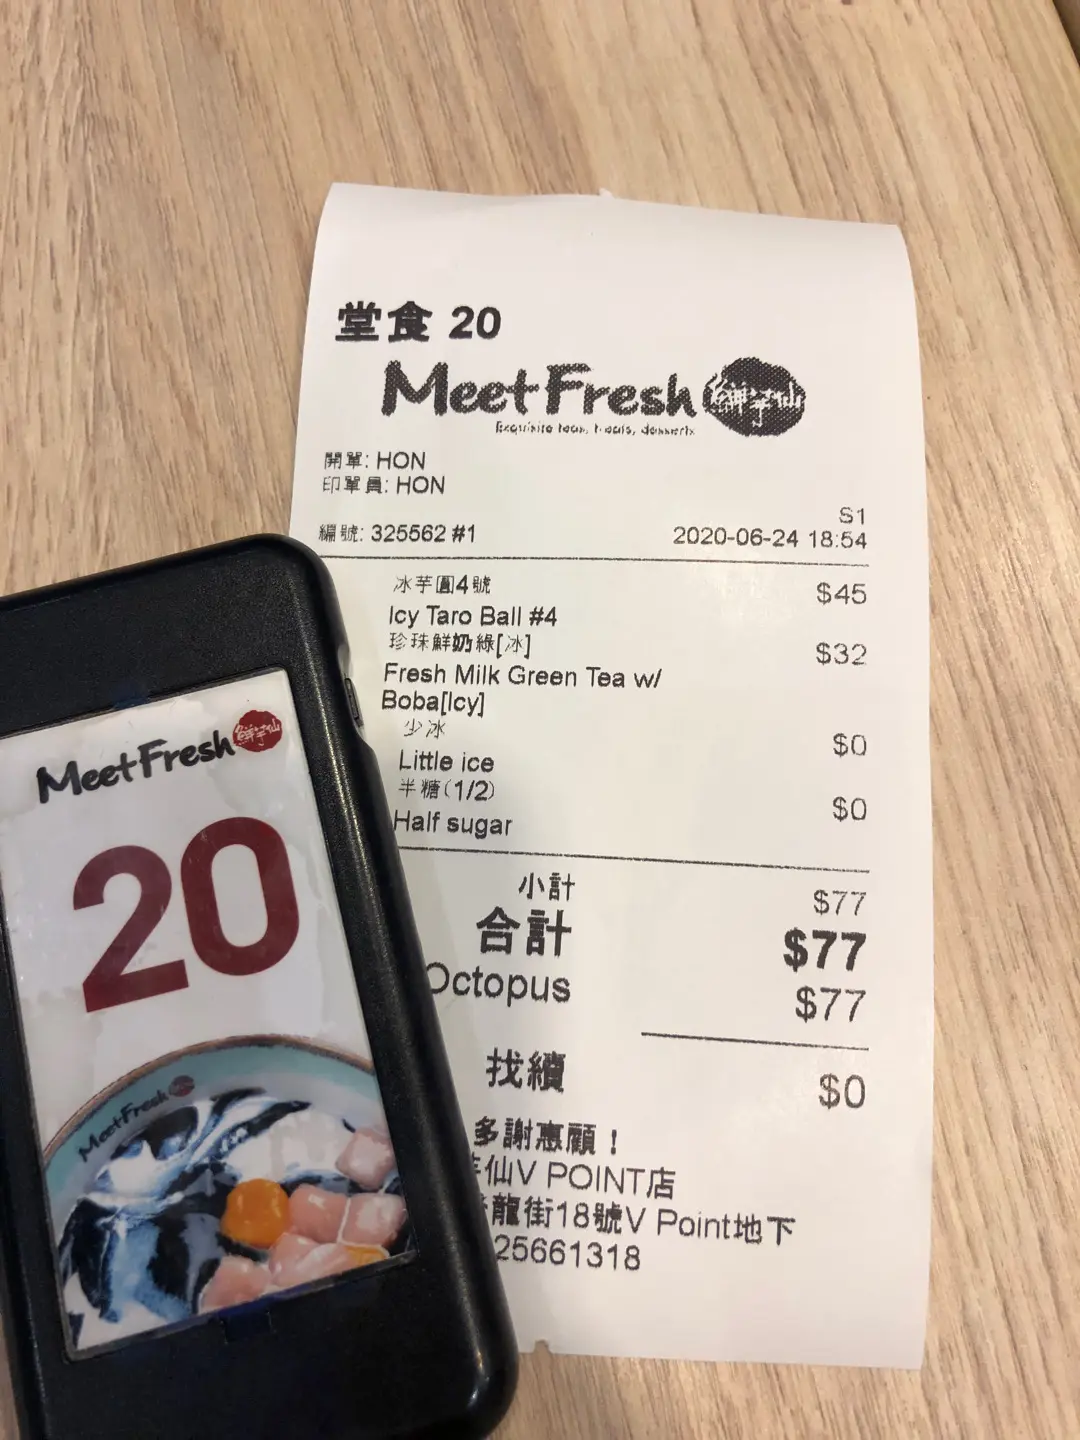 堂食 20
MeetFresh 鮮芋仙
Exquisite teas, meals, desserts
開單: HON
印單員: HON
S1
編號: 325562 #1 2020-06-24 18:54
冰芋圓4號 $45
Icy Taro Ball #4
珍珠鮮奶綠[冰] $32
Fresh Milk Green Tea w/
Boba[Icy]
少冰 $0
Little ice
半糖(1/2) $0
Half sugar
小計 $77
合計 $77
Octopus $77
找續 $0
多謝惠顧！
仙V POINT店
龍街18號V Point地下
25661318
MeetFresh 鮮芋仙
20
MeetFresh